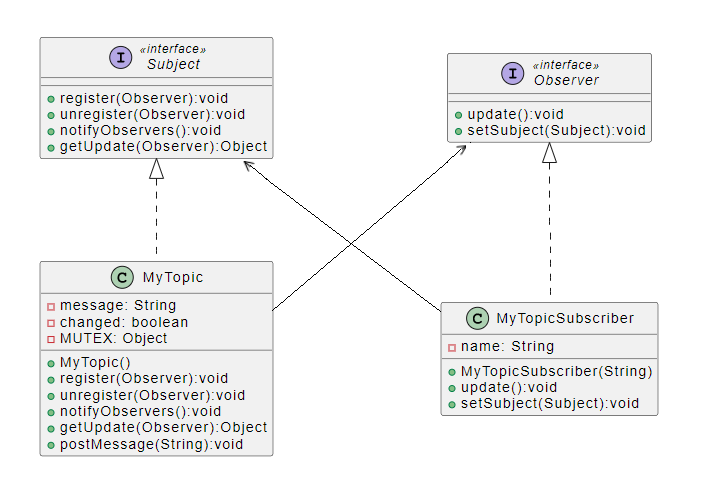 «interface»
I Subject
register(Observer):void
unregister(Observer):void
notifyObservers():void
getUpdate(Observer):Object
«interface»
I Observer
update():void
setSubject(Subject):void
C MyTopic
message: String
changed: boolean
MUTEX: Object
MyTopic()
register(Observer):void
unregister(Observer):void
notifyObservers():void
getUpdate(Observer):Object
postMessage(String):void
C MyTopicSubscriber
name: String
MyTopicSubscriber(String)
update():void
setSubject(Subject):void